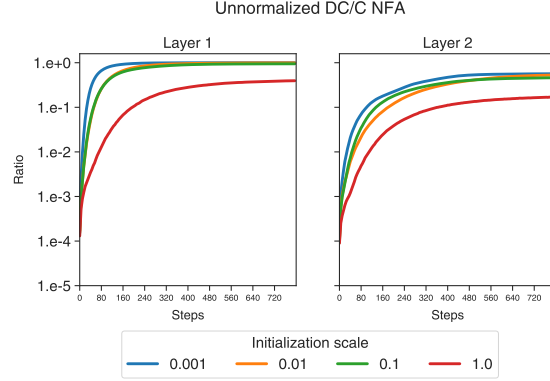 Unnormalized DC/C NFA
Layer 1
Layer 2
Ratio
1.e+0
1.e-1
1.e-2
1.e-3
1.e-4
1.e-5
0 80 160 240 320 400 480 560 640 720
0 80 160 240 320 400 480 560 640 720
Steps
Steps
Initialization scale
0.001 0.01 0.1 1.0